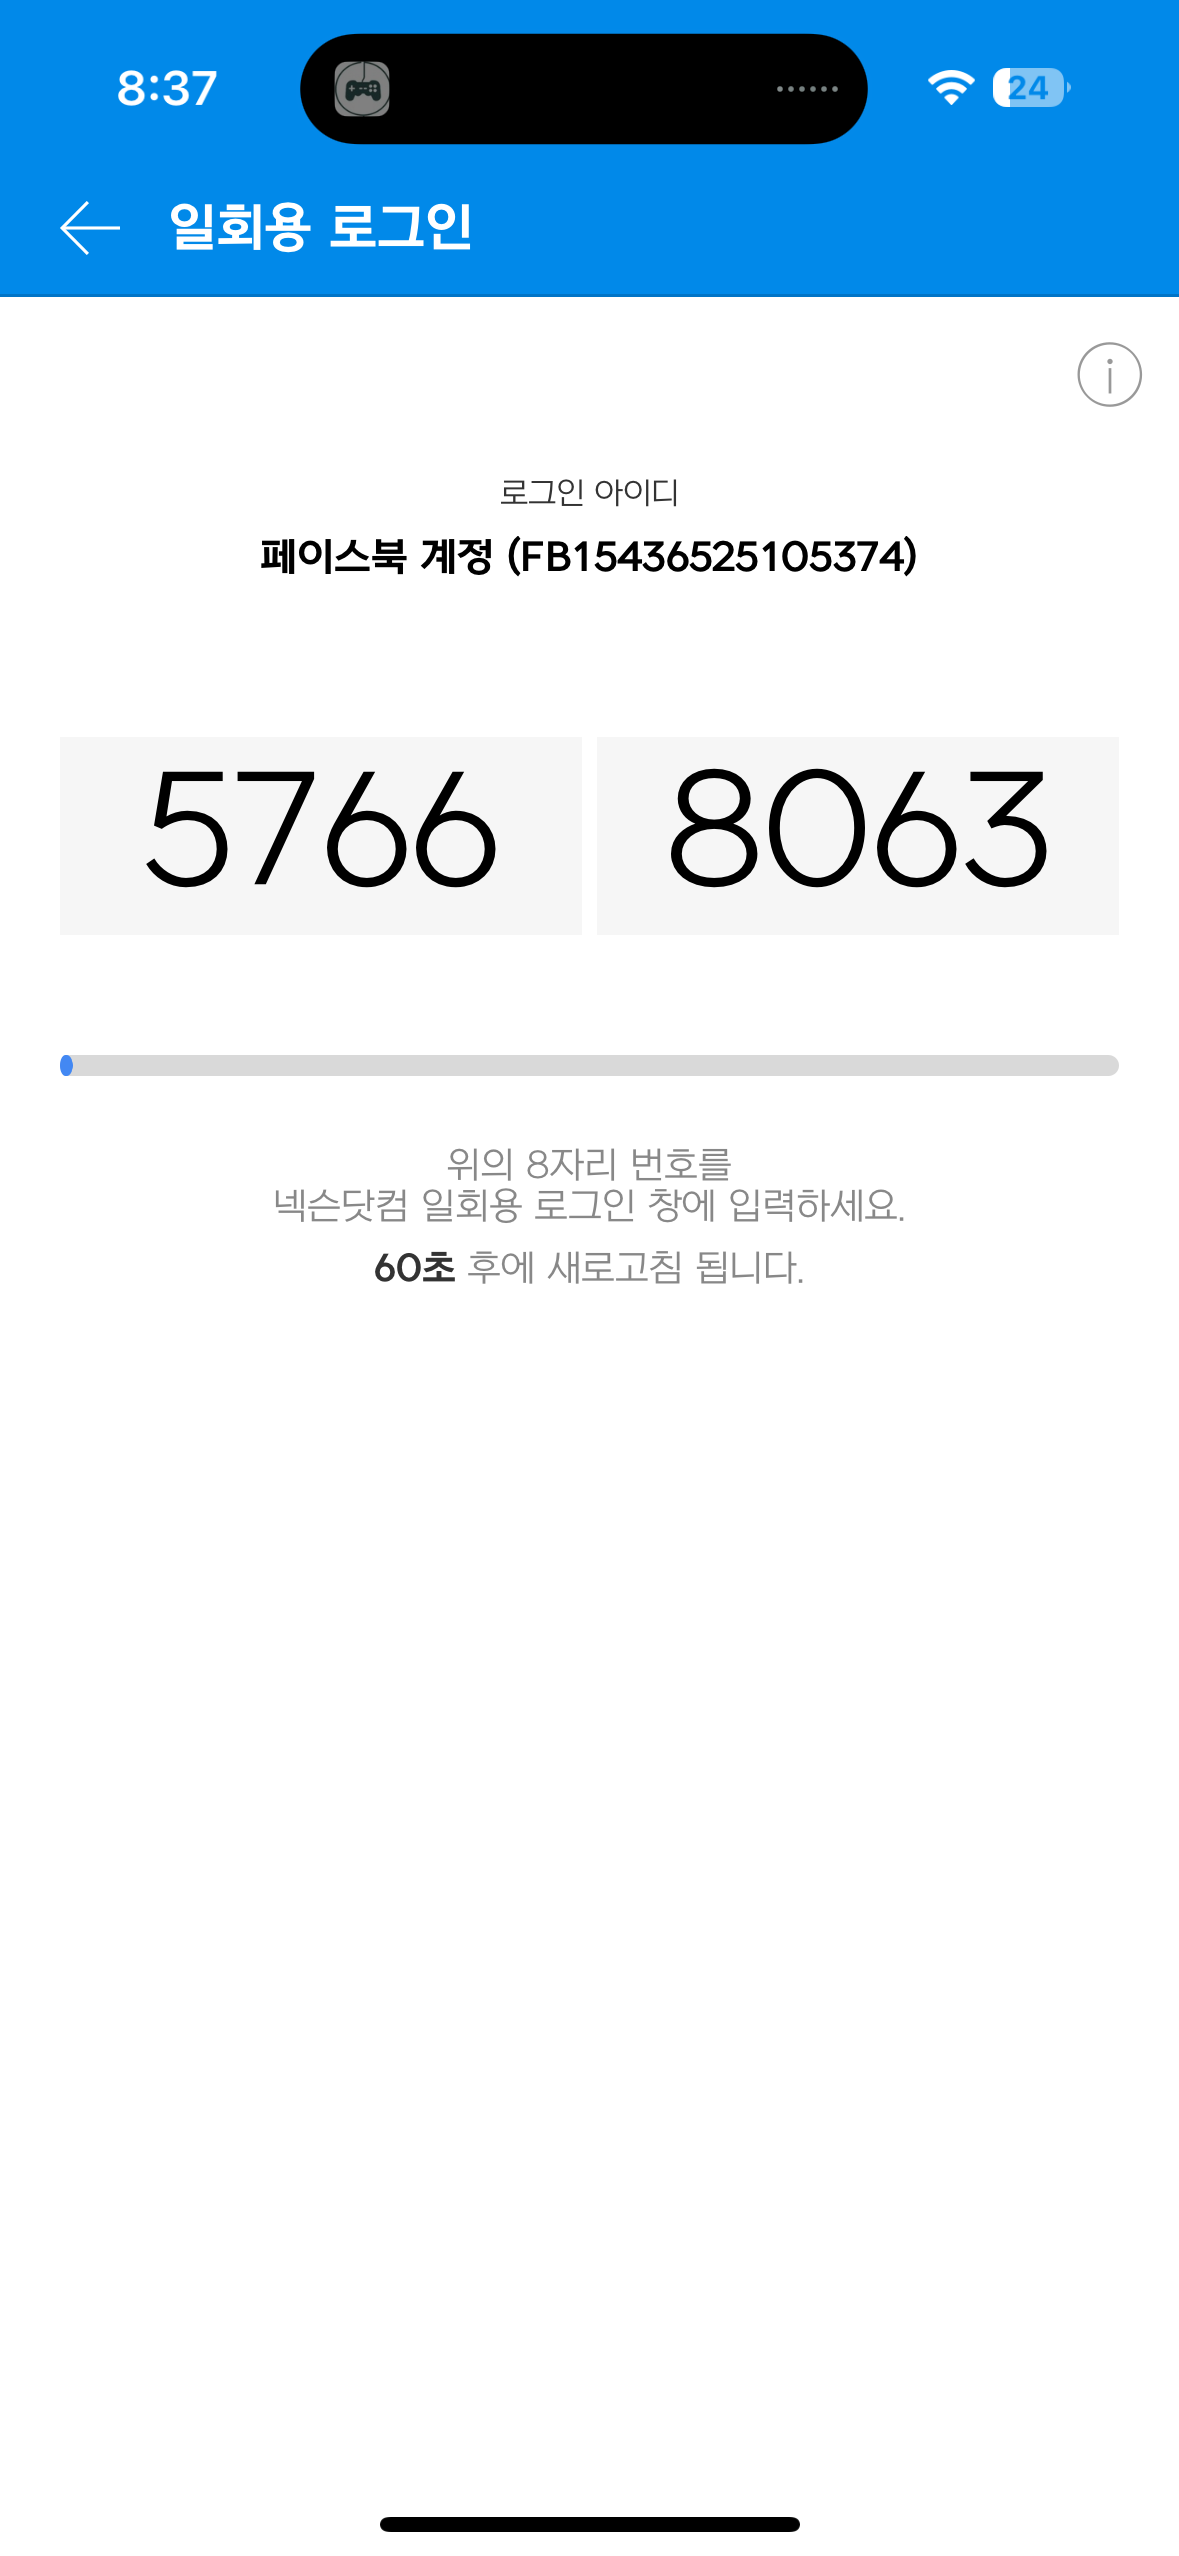 8:37
24
일회용 로그인
로그인 아이디
페이스북 계정 (FB15436525105374)
5766 8063
위의 8자리 번호를
넥슨닷컴 일회용 로그인 창에 입력하세요.
60초 후에 새로고침 됩니다.